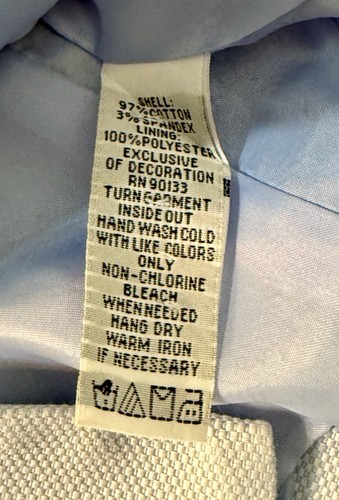 SHELL:
97%COTTON
3%SPANDEX
LINING:
100%POLYESTER
EXCLUSIVE
OF DECORATION
RN 90133
TURN GARMENT
INSIDE OUT
HAND WASH COLD
WITH LIKE COLORS
ONLY
NON-CHLORINE
BLEACH
WHEN NEEDED
HANG DRY
WARM IRON
IF NECESSARY